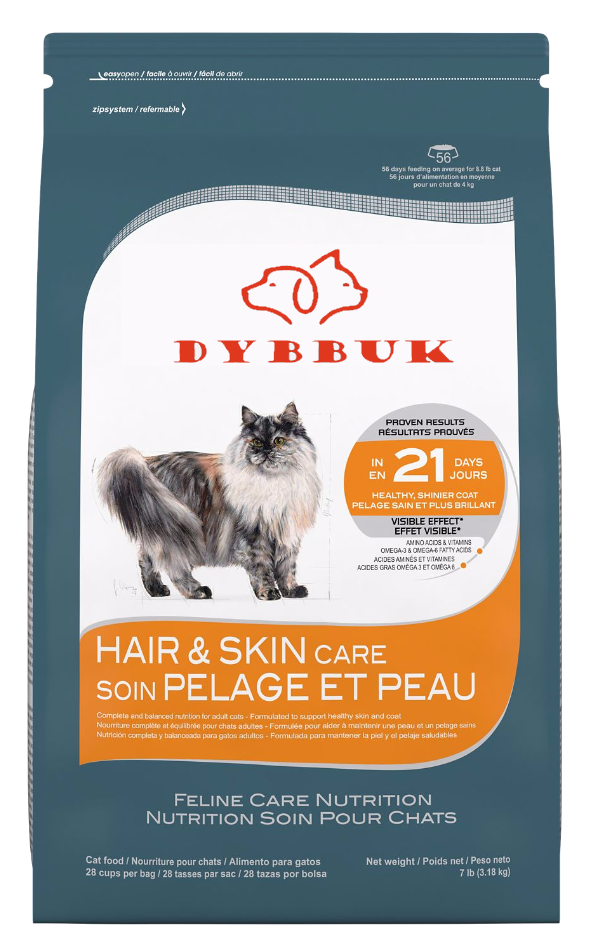 easyopen / facile à ouvrir / fácil de abrir
zipsystem / refermable
56
56 days feeding on average for 8.8 lb cat
56 jours d'alimentation en moyenne
pour un chat de 4 kg
DYBBUK
PROVEN RESULTS
RÉSULTRTS PROUVÉS
IN 21 DAYS
EN JOURS
HEALTHY, SHINIER COAT
PELAGE SAIN ET PLUS BRILLANT
VISIBLE EFFECT*
EFFET VISIBLE*
AMINO ACIDS & VITAMINS
OMEGA-3 & OMEGA-6 FATTY ACIDS
ACIDES AMINÉS ET VITAMINES
ACIDES GRAS OMÉGA 3 ET OMÉGA 6
HAIR & SKIN CARE
SOIN PELAGE ET PEAU
Complete and balanced nutrition for adult cats - Formulated to support healthy skin and coat
Nourriture complète et équilibrée pour chats adultes - Formulée pour aider à maintenir une peau et un pelage sains
Nutrición completa y balanosada para gatos adultos - Formulada para mantener la piel y el pelaje saludables
FELINE CARE NUTRITION
NUTRITION SOIN POUR CHATS
Cat food / Nourriture pour chats / Alimento para gatos
28 cups per bag / 28 tasses par sac / 28 tazas por bolsa
Net weight / Poids net / Peso neto
7 lb (3.18 kg)